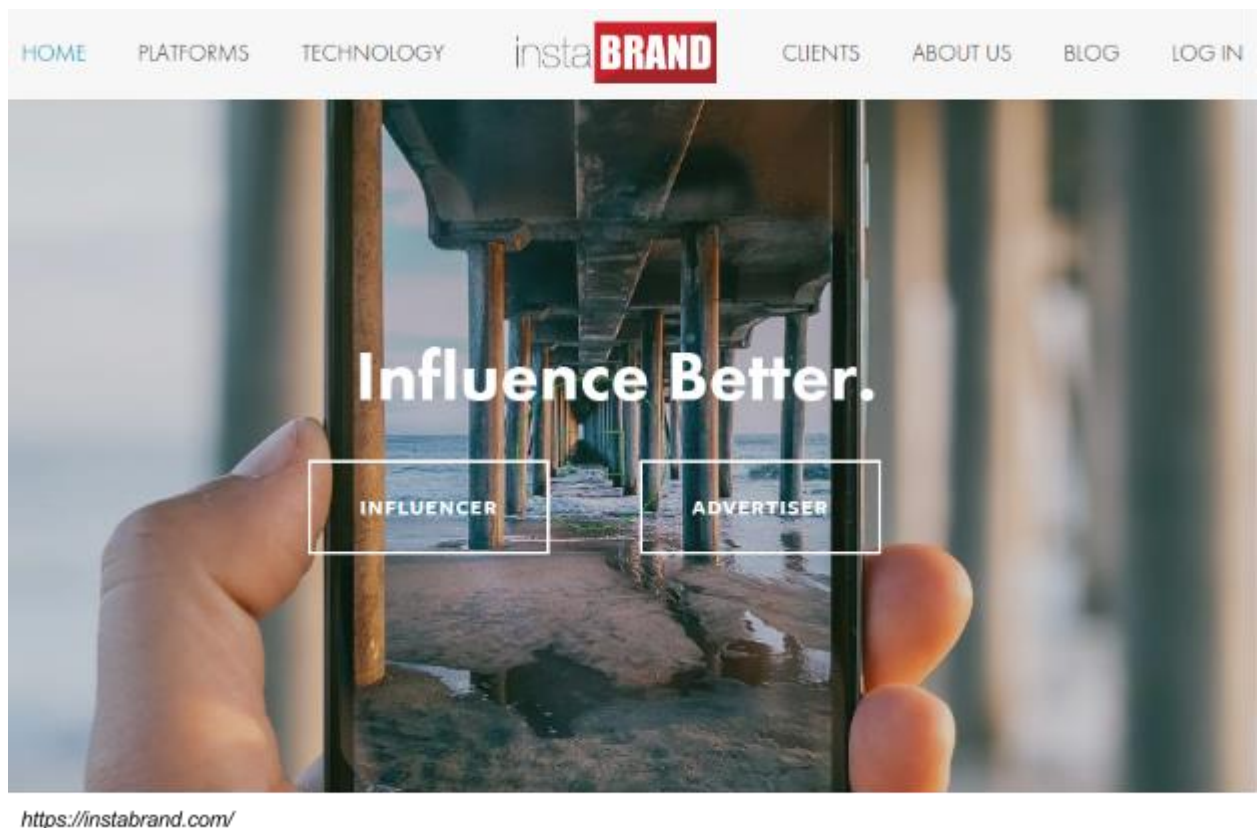 HOME PLATFORMS TECHNOLOGY instaBRAND CLIENTS ABOUT US BLOG LOG IN
Influence Better.
INFLUENCER ADVERTISER
https://instabrand.com/